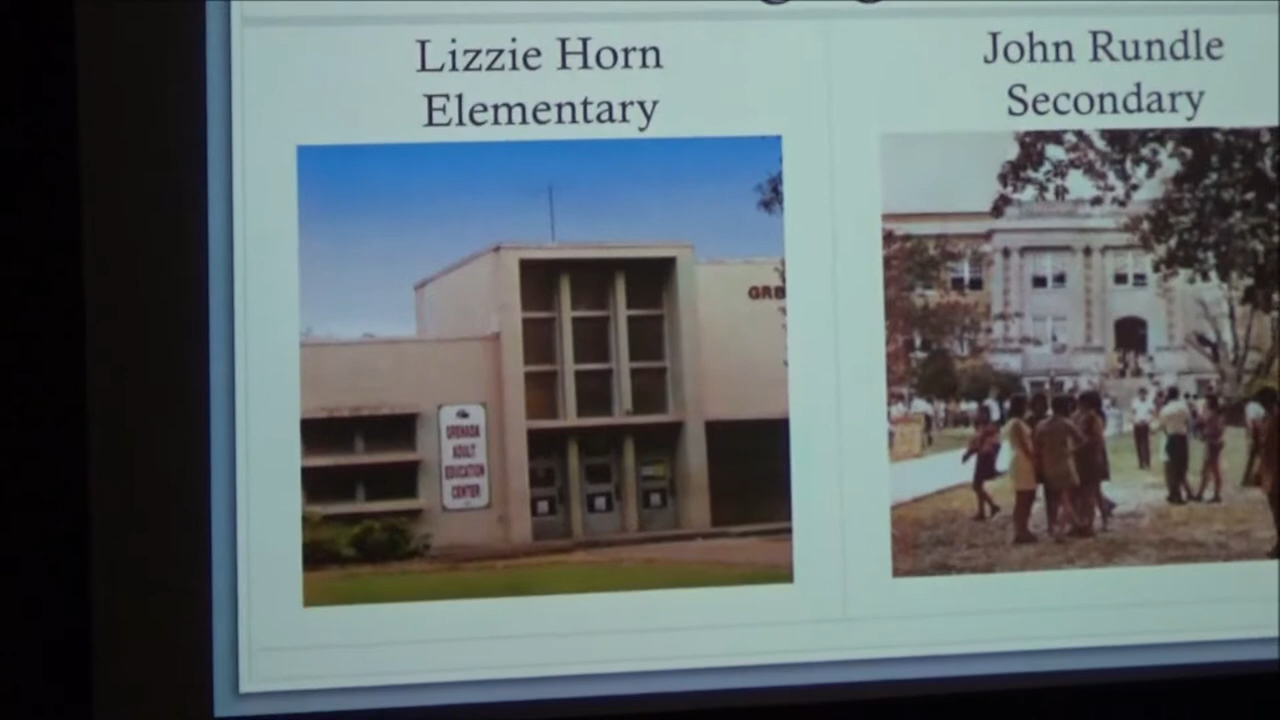 Lizzie Horn
Elementary
John Rundle
Secondary
GRENADA
ADULT
EDUCATION
CENTER